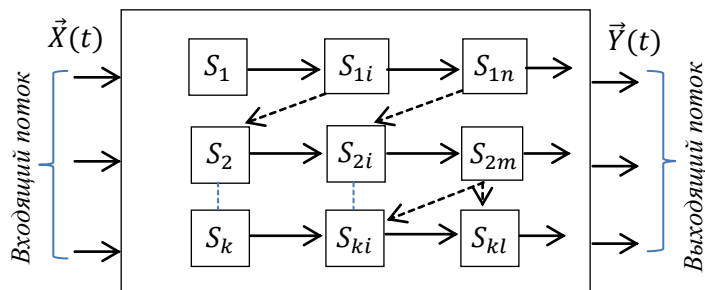 X⃗(t)
Y⃗(t)
Входящий поток
S₁ S₁ᵢ S₁ₙ
S₂ S₂ᵢ S₂ₘ
Sₖ Sₖᵢ Sₖₗ
Выходящий поток